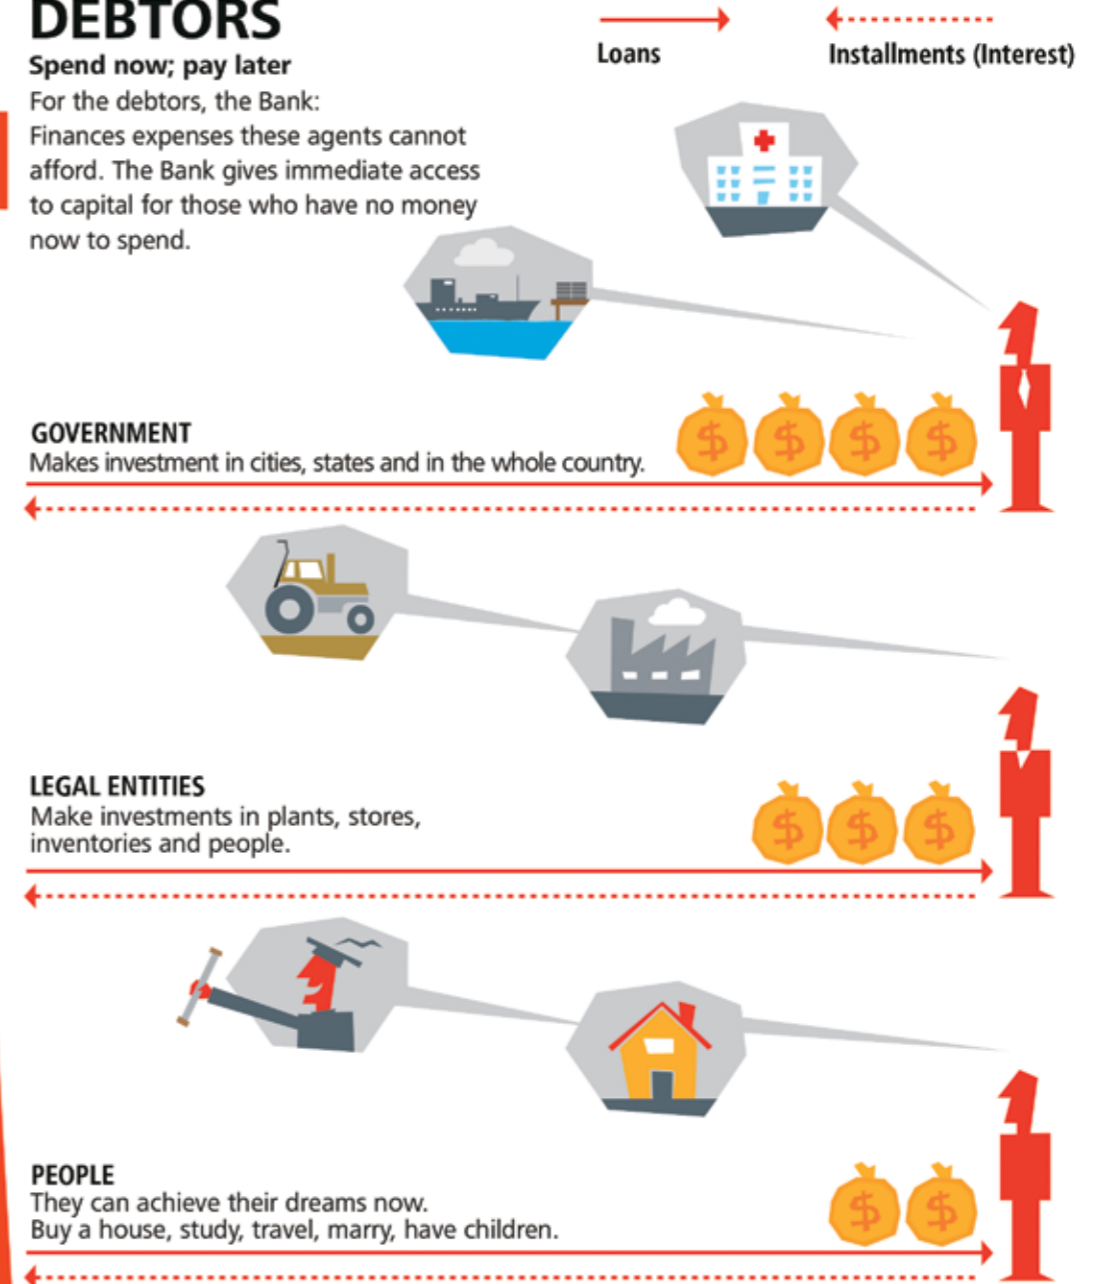 DEBTORS
Spend now; pay later
For the debtors, the Bank:
Finances expenses these agents cannot
afford. The Bank gives immediate access
to capital for those who have no money
now to spend.
Loans
Installments (Interest)
GOVERNMENT
Makes investment in cities, states and in the whole country.
$ $ $ $
LEGAL ENTITIES
Make investments in plants, stores,
inventories and people.
$ $ $
PEOPLE
They can achieve their dreams now.
Buy a house, study, travel, marry, have children.
$ $